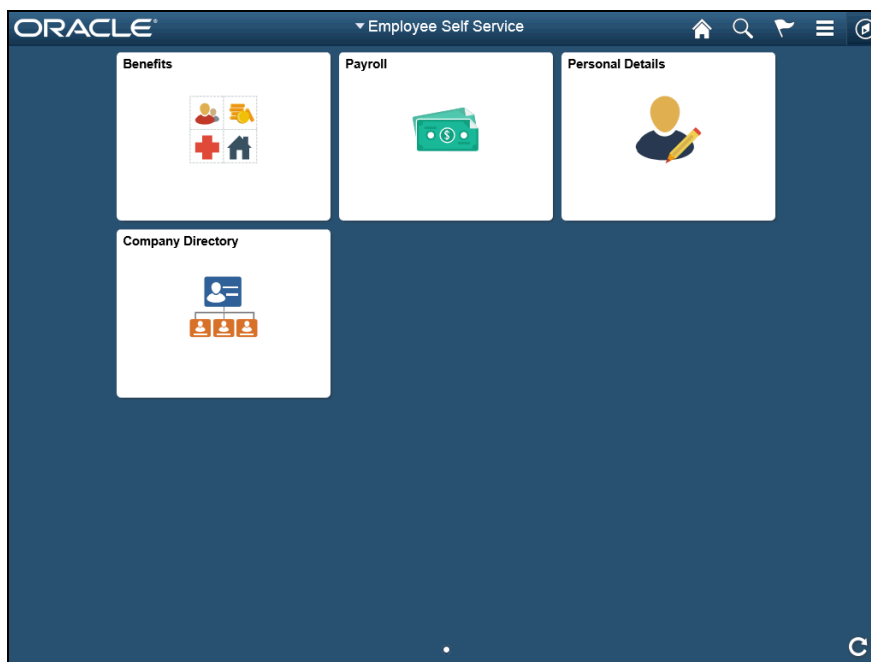 ORACLE
Employee Self Service
Benefits
Payroll
Personal Details
$
Company Directory